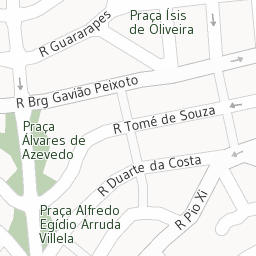 Praça Ísis
de Oliveira
R Guararapes
R Brg Gavião Peixoto
R Tomé de Souza
Praça
Álvares de
Azevedo
R Duarte da Costa
R Pio Xi
Praça Alfredo
Egídio Arruda
Villela